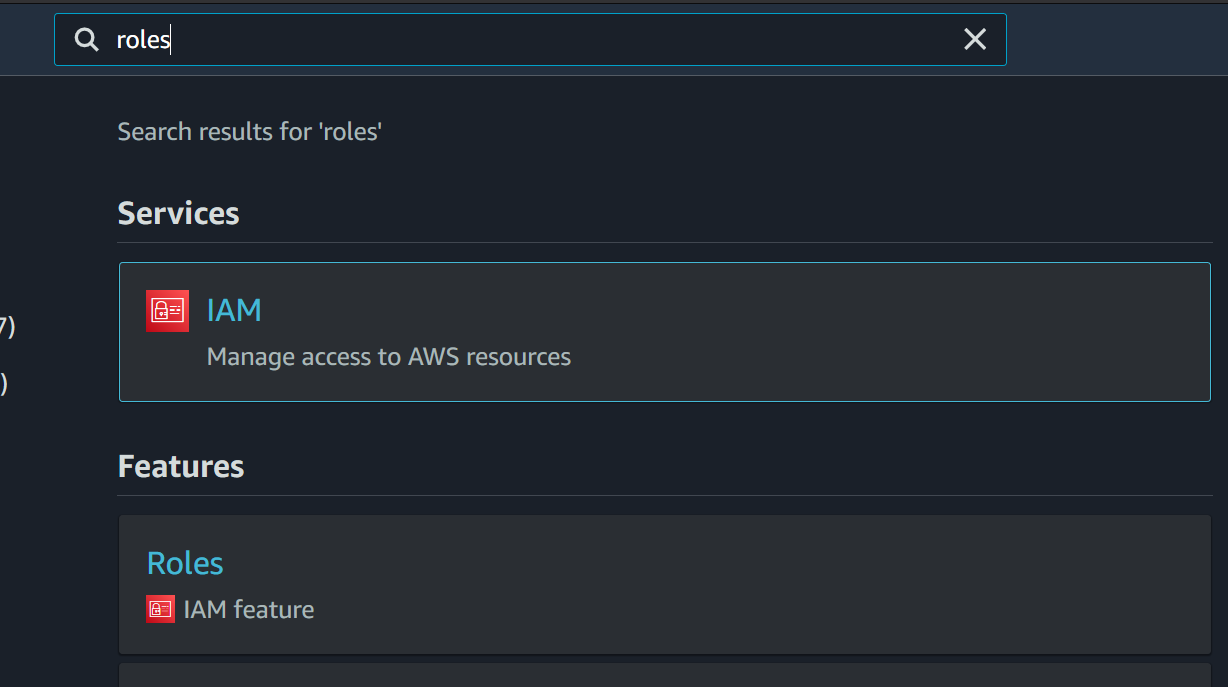 roles
Search results for 'roles'
Services
IAM
Manage access to AWS resources
7)
)
Features
Roles
IAM feature